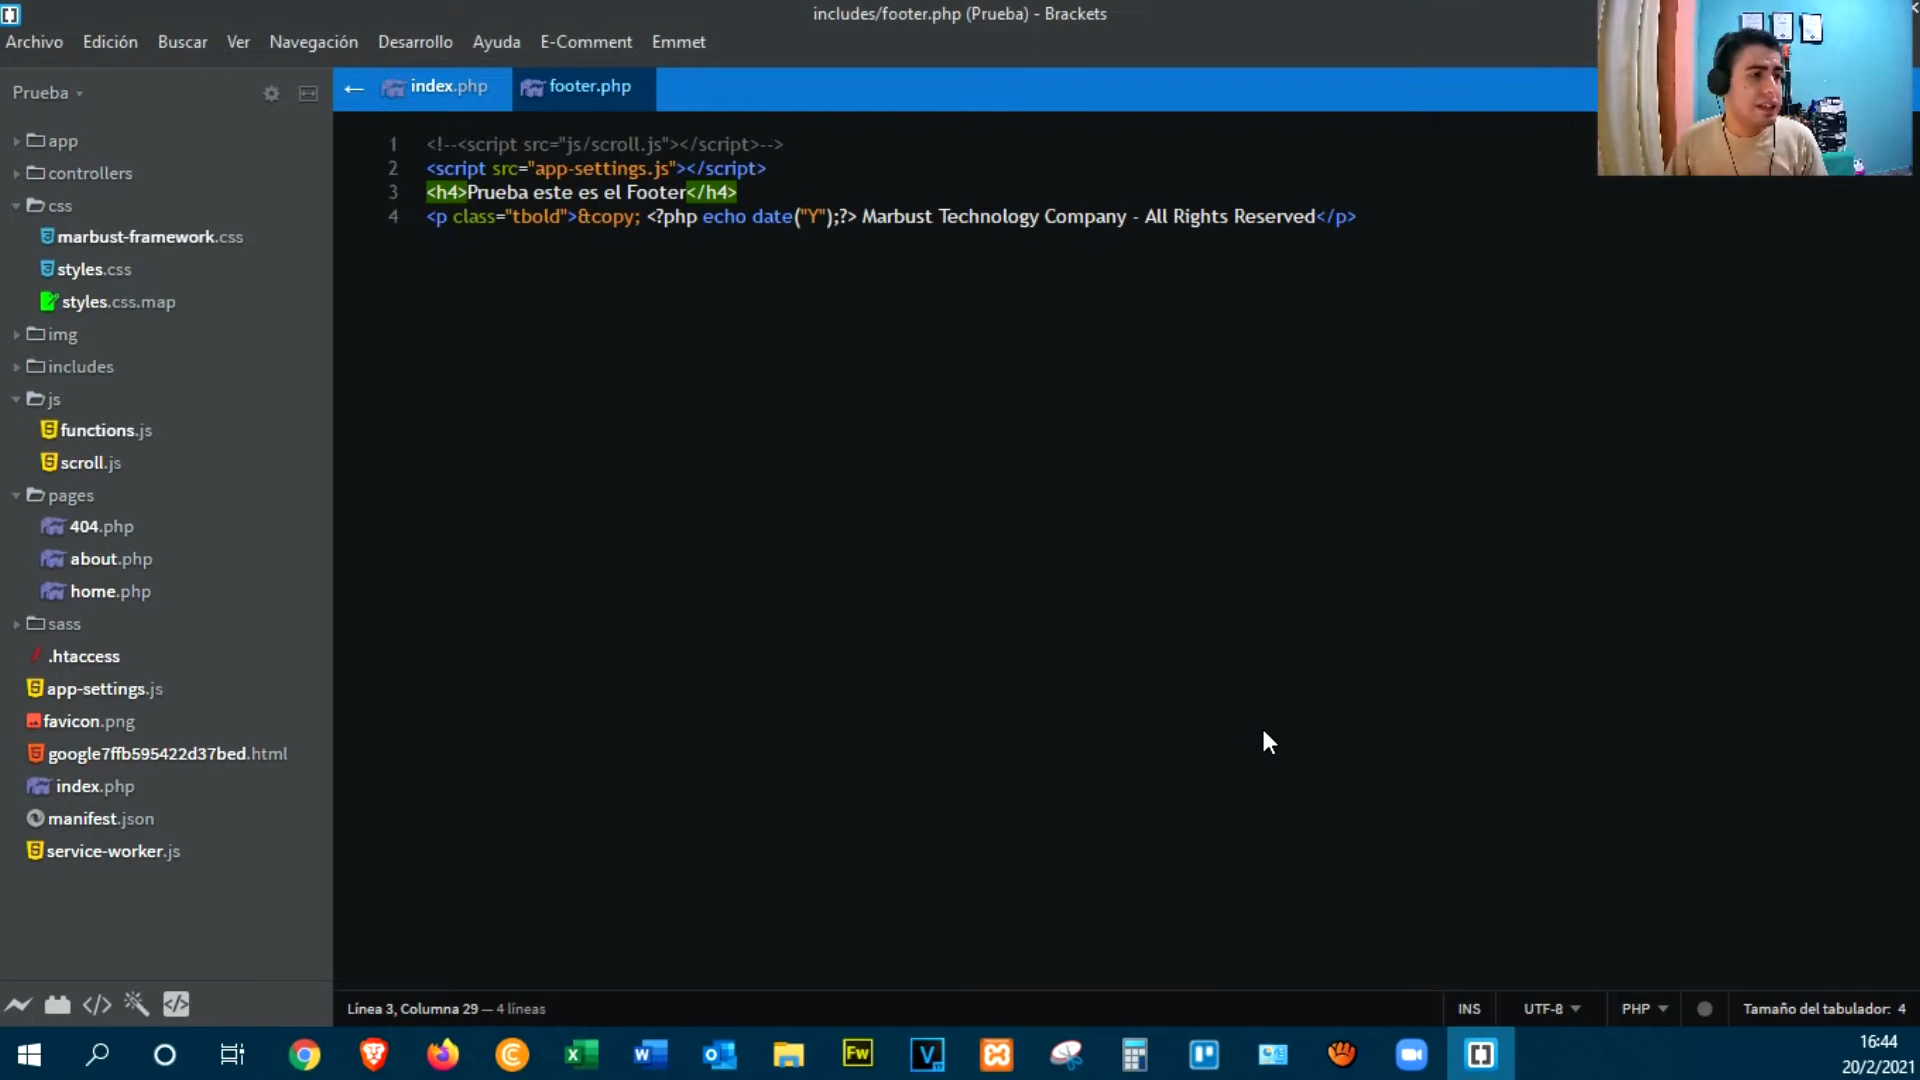 includes/footer.php (Prueba) - Brackets
Archivo Edición Buscar Ver Navegación Desarrollo Ayuda E-Comment Emmet
Prueba
index.php footer.php
app
controllers
css
marbust-framework.css
styles.css
styles.css.map
img
includes
js
functions.js
scroll.js
pages
404.php
about.php
home.php
sass
.htaccess
app-settings.js
favicon.png
google7ffb595422d37bed.html
index.php
manifest.json
service-worker.js
1 <!--<script src="js/scroll.js"></script>-->
2 <script src="app-settings.js"></script>
3 <h4>Prueba este es el Footer</h4>
4 <p class="tbold">&copy; <?php echo date("Y");?> Marbust Technology Company - All Rights Reserved</p>
Línea 3, Columna 29 — 4 líneas
INS UTF-8 PHP Tamaño del tabulador: 4
Fw
16:44
20/2/2021